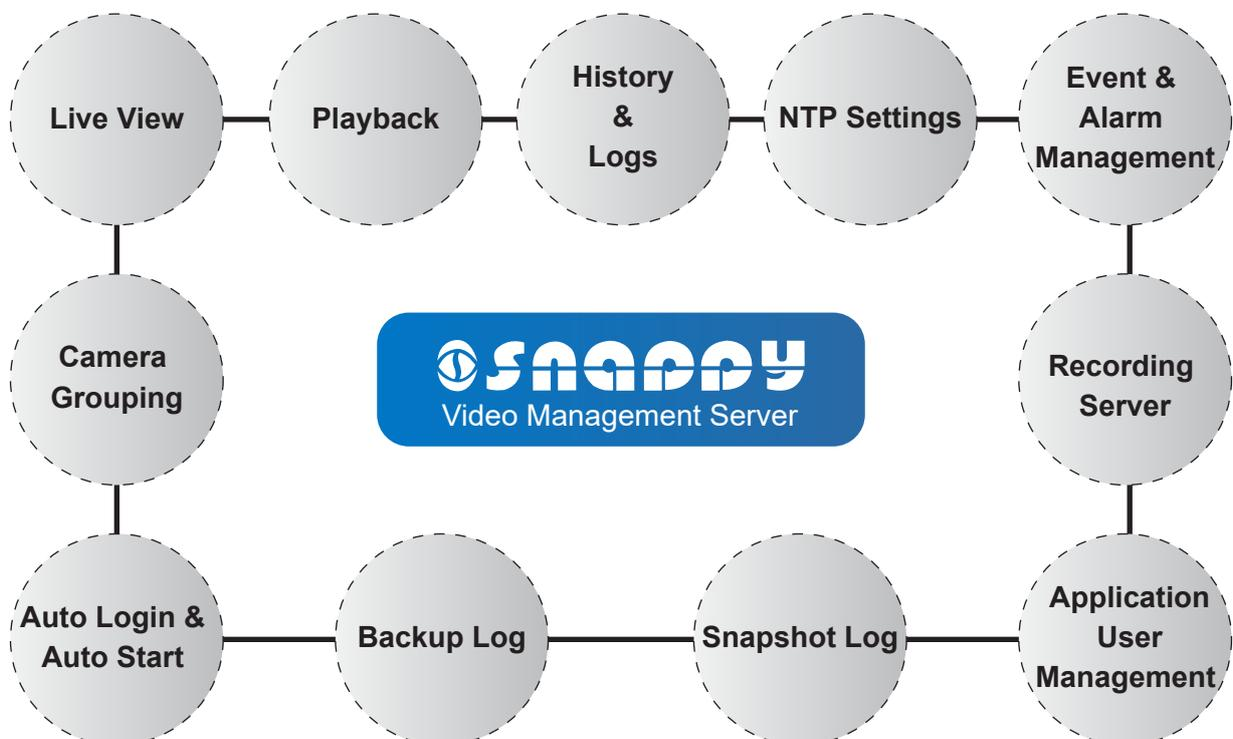 Live View
Playback
History
&
Logs
NTP Settings
Event &
Alarm
Management
Camera
Grouping
snappy
Video Management Server
Recording
Server
Auto Login &
Auto Start
Backup Log
Snapshot Log
Application
User
Management